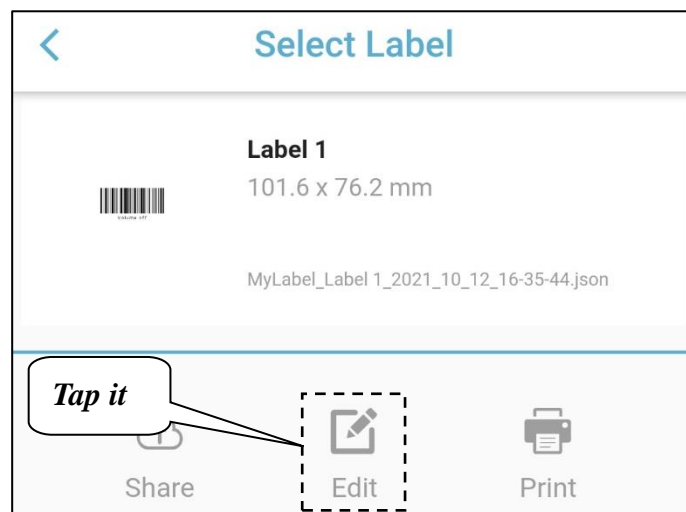 Select Label
Label 1
101.6 x 76.2 mm
MyLabel_Label 1_2021_10_12_16-35-44.json
Tap it
Share
Edit
Print